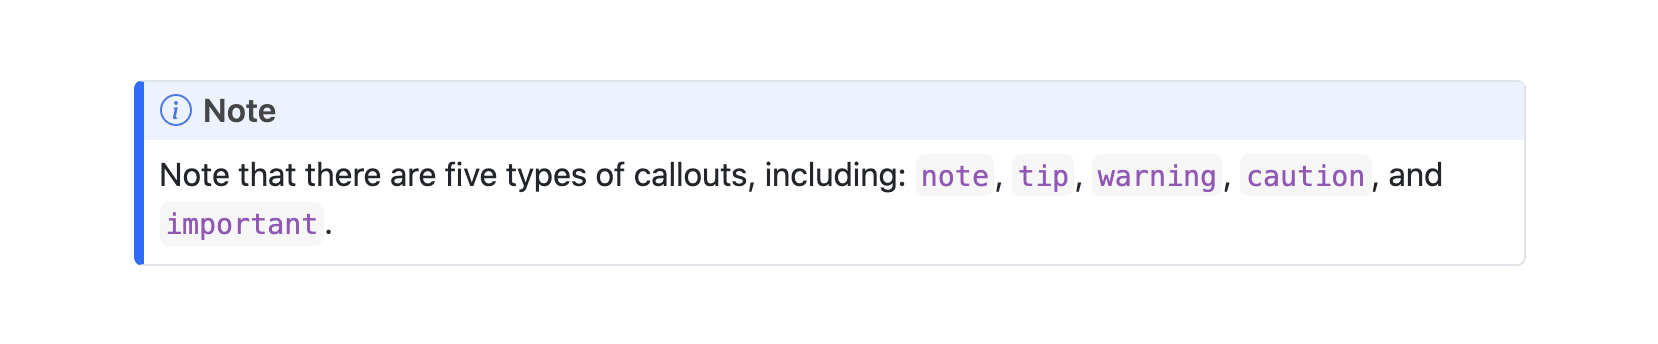 Note
Note that there are five types of callouts, including: note, tip, warning, caution, and
important.